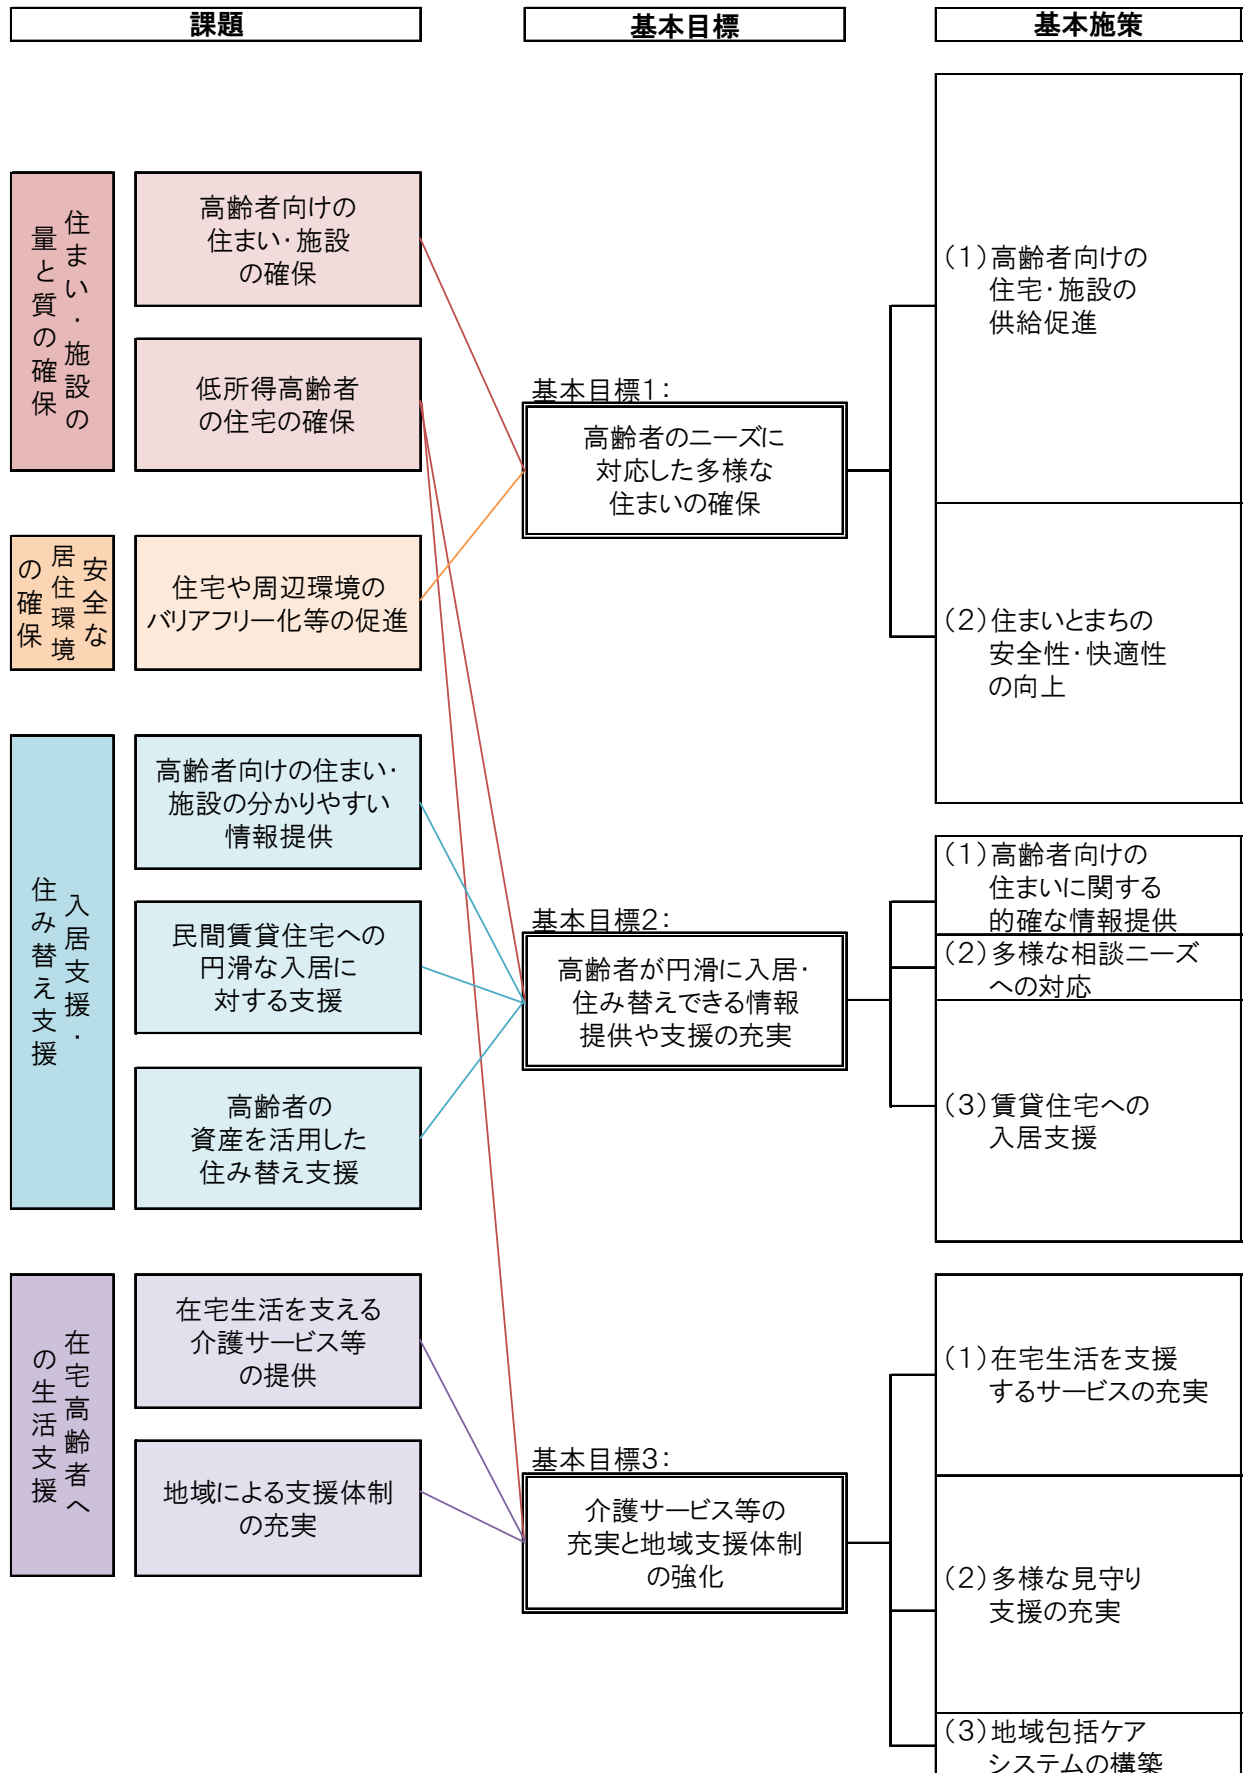 課題
基本目標
基本施策
住まい・施設の
量と質の確保
高齢者向けの
住まい・施設
の確保
低所得高齢者
の住宅の確保
安全な
居住環境
の確保
住宅や周辺環境の
バリアフリー化等の促進
入居支援・
住み替え支援
高齢者向けの住まい・
施設の分かりやすい
情報提供
民間賃貸住宅への
円滑な入居に
対する支援
高齢者の
資産を活用した
住み替え支援
在宅高齢者へ
の生活支援
在宅生活を支える
介護サービス等
の提供
地域による支援体制
の充実
基本目標1：
高齢者のニーズに
対応した多様な
住まいの確保
基本目標2：
高齢者が円滑に入居・
住み替えできる情報
提供や支援の充実
基本目標3：
介護サービス等の
充実と地域支援体制
の強化
（1）高齢者向けの
住宅・施設の
供給促進
（2）住まいとまちの
安全性・快適性
の向上
（1）高齢者向けの
住まいに関する
的確な情報提供
（2）多様な相談ニーズ
への対応
（3）賃貸住宅への
入居支援
（1）在宅生活を支援
するサービスの充実
（2）多様な見守り
支援の充実
（3）地域包括ケア
システムの構築